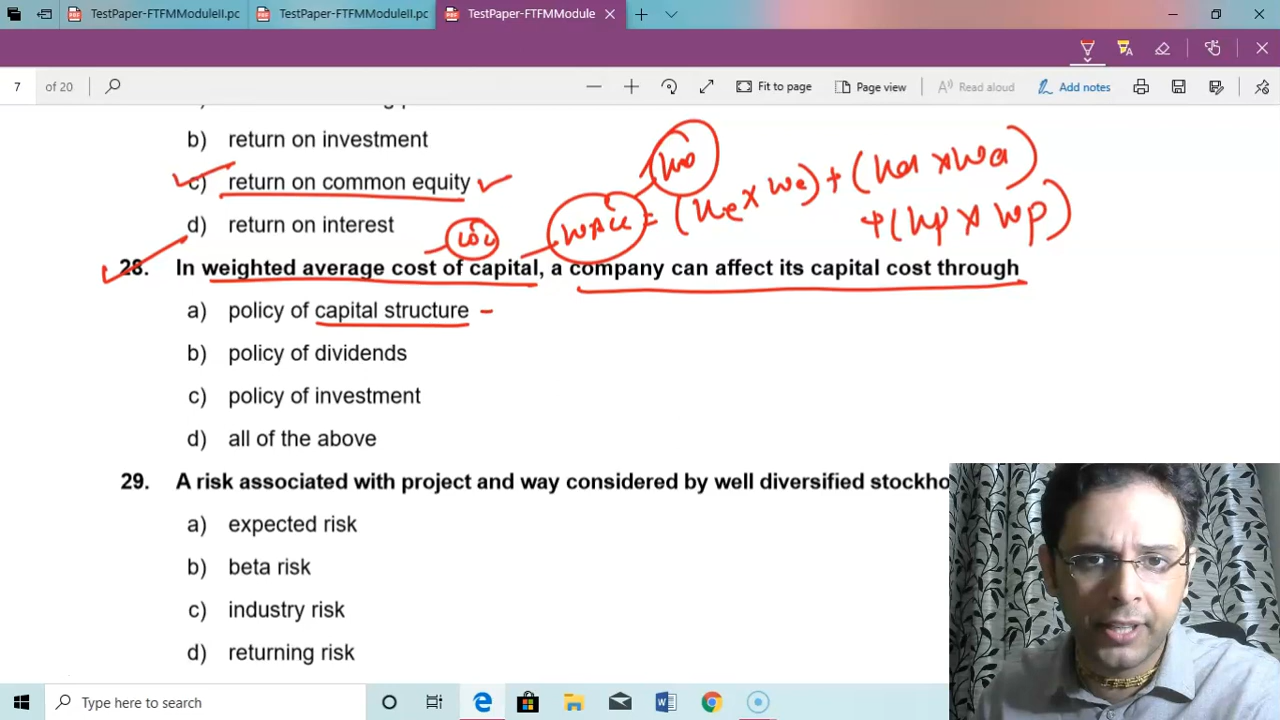 TestPaper-FTFMModuleII.pc
TestPaper-FTFMModuleII.pc
TestPaper-FTFMModule
7 of 20
Fit to page
Page view
Read aloud
Add notes
b) return on investment
c) return on common equity
d) return on interest
WACC = (Ke x We) + (Kd x Wd)
+ (Kp x Wp)
Ko
COC
28. In weighted average cost of capital, a company can affect its capital cost through
a) policy of capital structure -
b) policy of dividends
c) policy of investment
d) all of the above
29. A risk associated with project and way considered by well diversified stockho
a) expected risk
b) beta risk
c) industry risk
d) returning risk
Type here to search